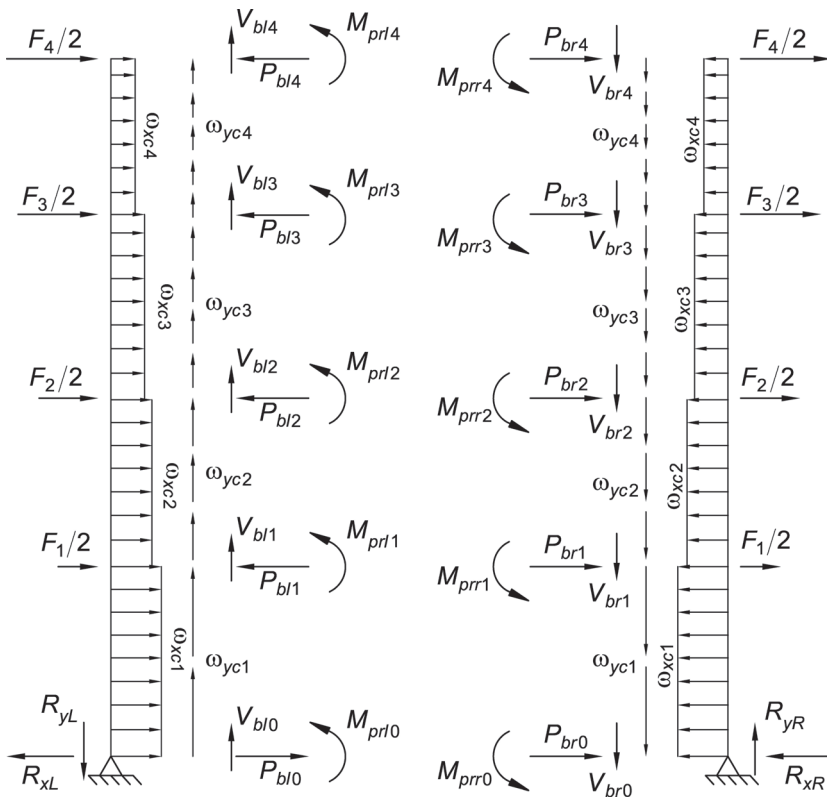 F4/2 Vbl4 Mprl4 Pbl4 Mprr4 Pbr4 Vbr4 F4/2
ωxc4 ωyc4 ωyc4 ωxc4
F3/2 Vbl3 Mprl3 Pbl3 Mprr3 Pbr3 Vbr3 F3/2
ωxc3 ωyc3 ωyc3 ωxc3
F2/2 Vbl2 Mprl2 Pbl2 Mprr2 Pbr2 Vbr2 F2/2
ωxc2 ωyc2 ωyc2 ωxc2
F1/2 Vbl1 Mprl1 Pbl1 Mprr1 Pbr1 Vbr1 F1/2
ωxc1 ωyc1 ωyc1 ωxc1
RyL Vbl0 Mprl0 Pbr0 RyR
RxL Pbl0 Mprr0 Vbr0 RxR